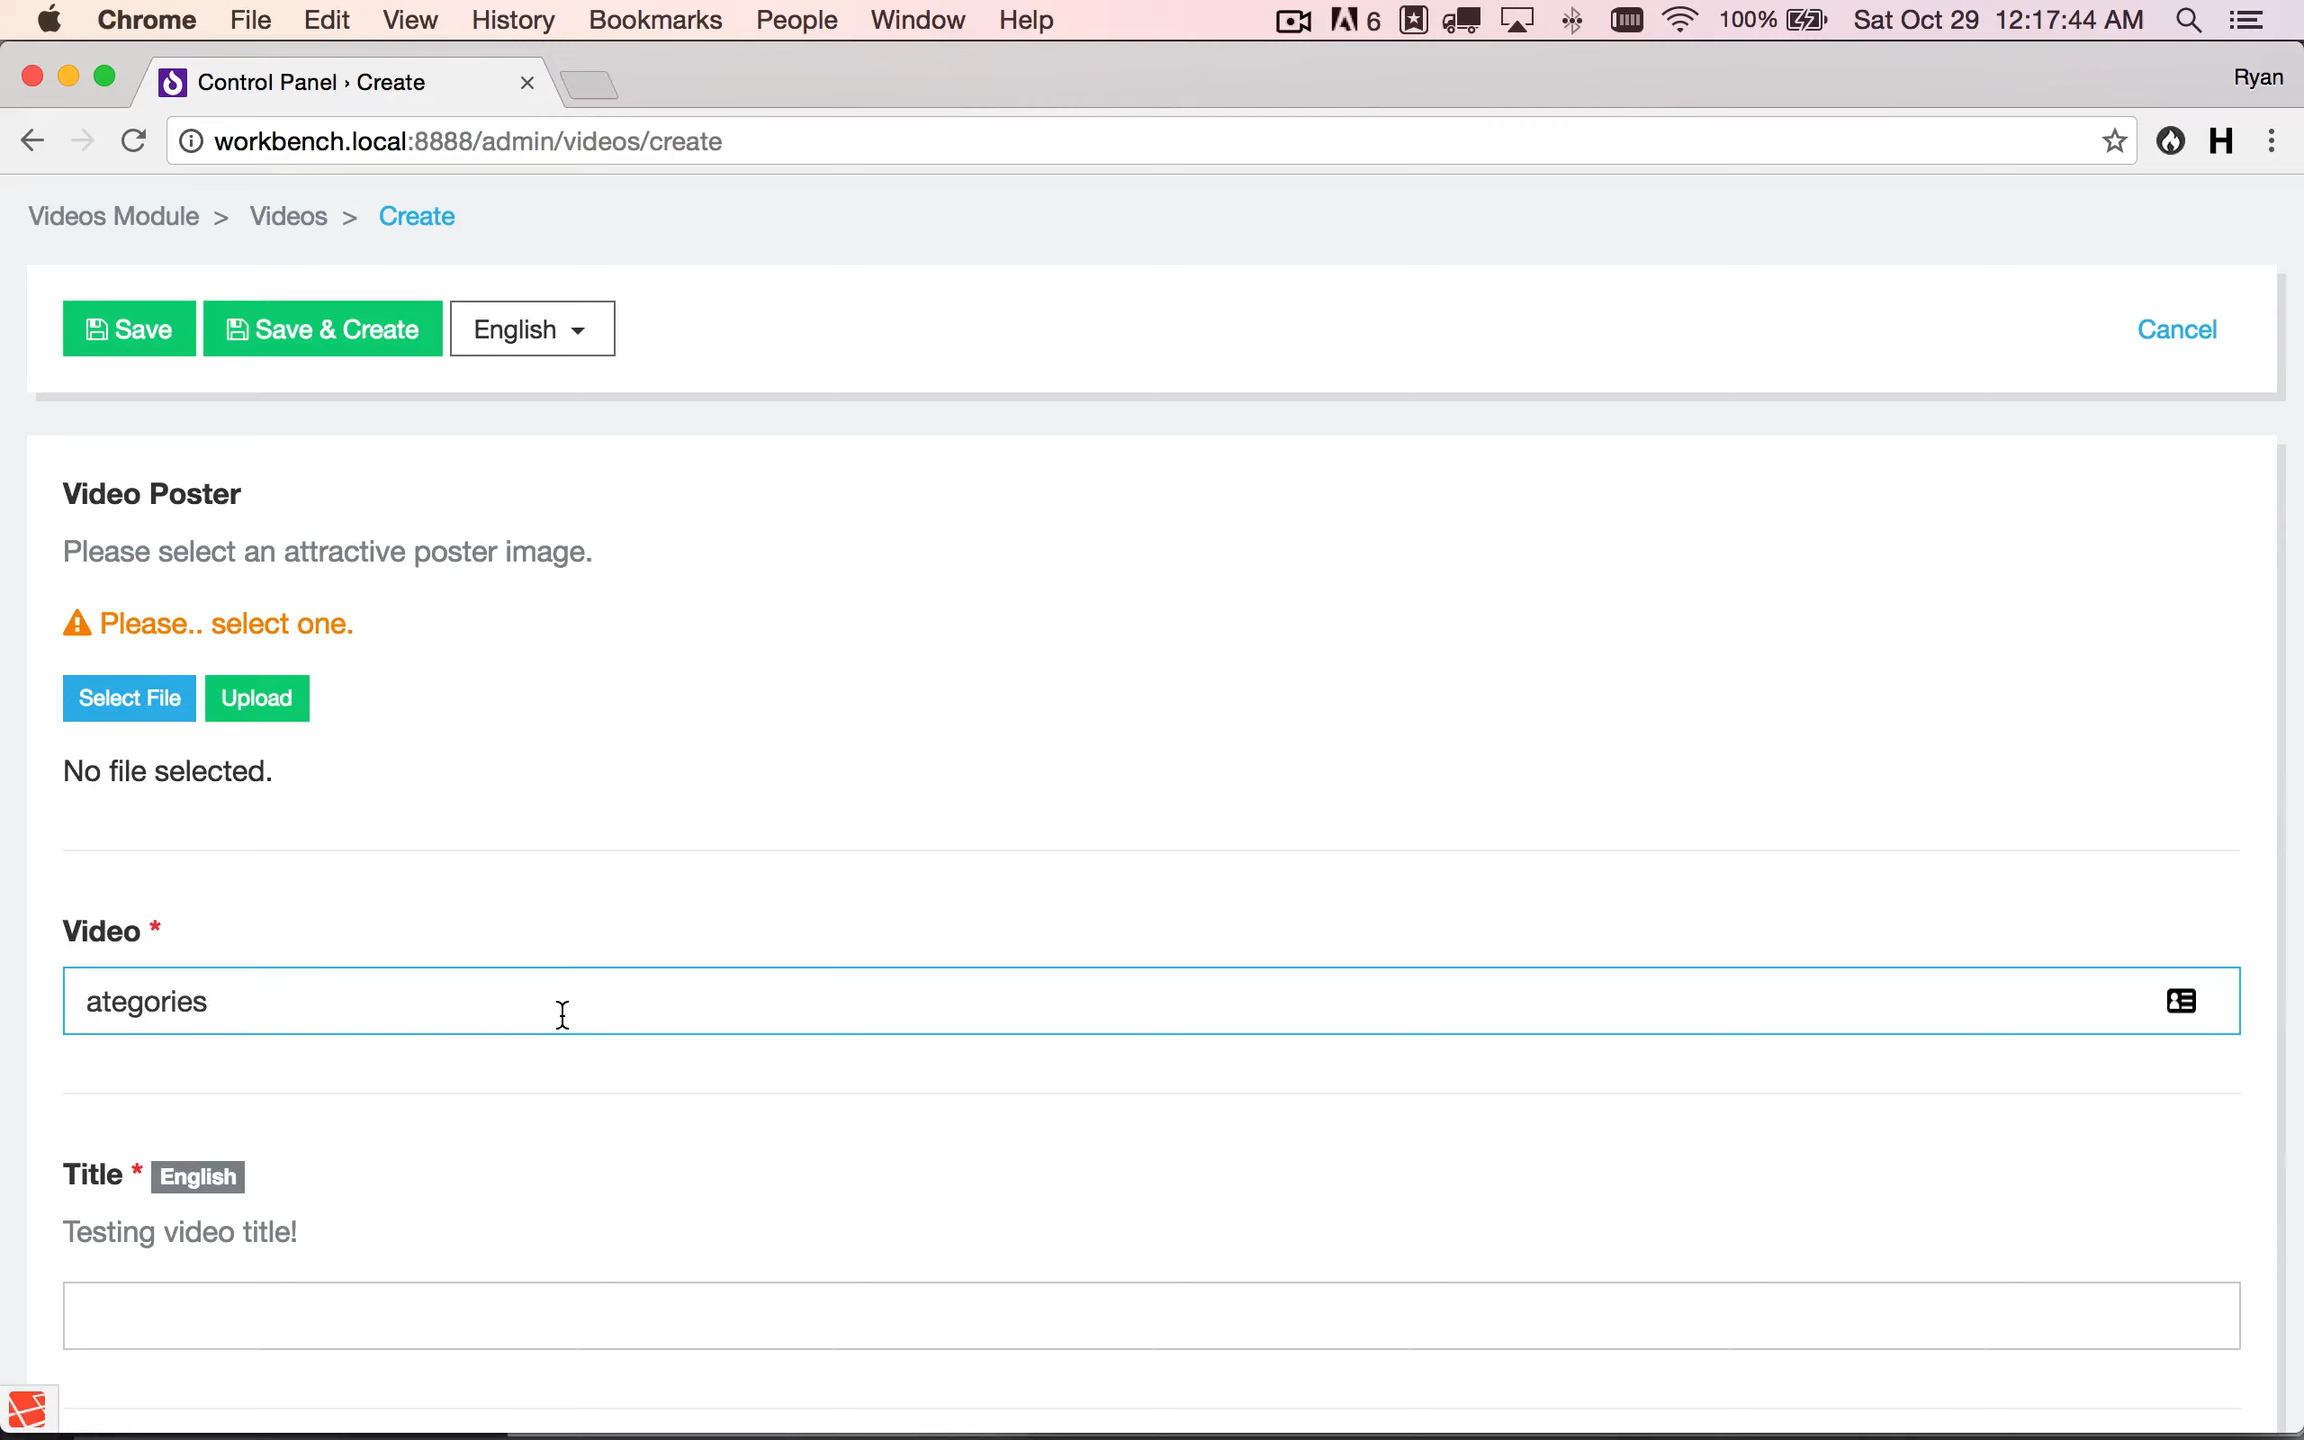 Chrome File Edit View History Bookmarks People Window Help 6 100% Sat Oct 29 12:17:44 AM
Control Panel › Create
Ryan
workbench.local:8888/admin/videos/create
H
Videos Module > Videos > Create
Save Save & Create English Cancel
Video Poster
Please select an attractive poster image.
Please.. select one.
Select File Upload
No file selected.
Video *
ategories
Title * English
Testing video title!